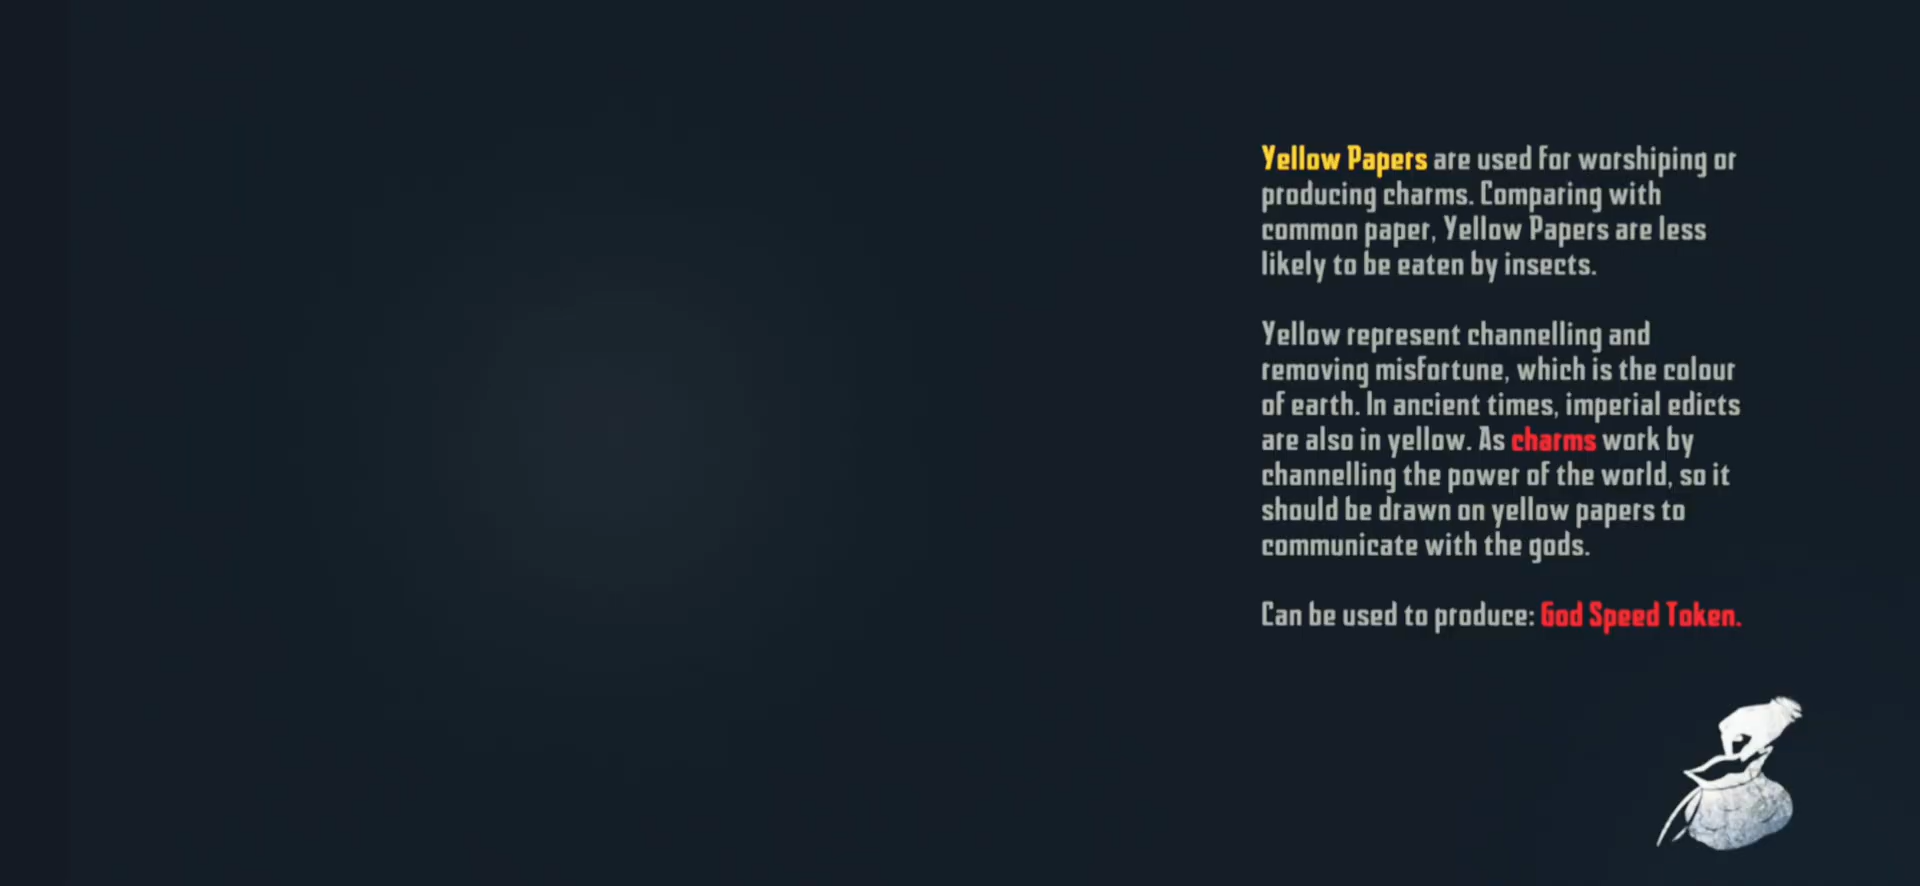 Yellow Papers are used for worshiping or
producing charms. Comparing with
common paper, Yellow Papers are less
likely to be eaten by insects.
Yellow represent channelling and
removing misfortune, which is the colour
of earth. In ancient times, imperial edicts
are also in yellow. As charms work by
channelling the power of the world, so it
should be drawn on yellow papers to
communicate with the gods.
Can be used to produce: God Speed Token.